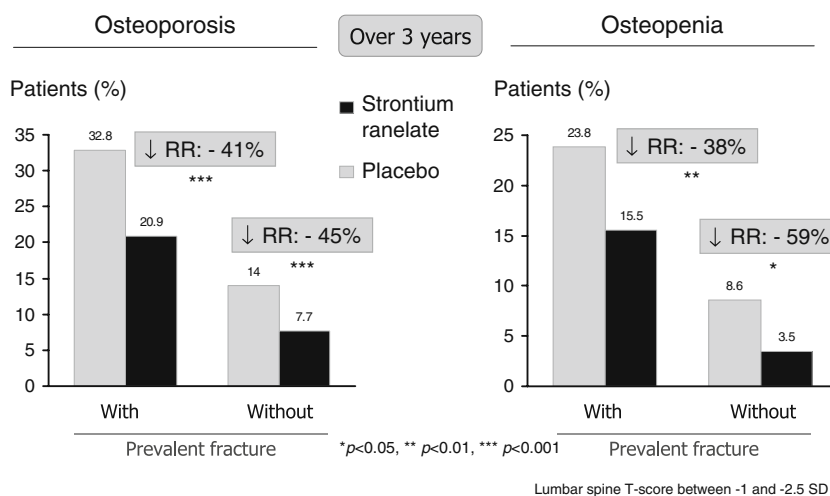 Osteoporosis
Over 3 years
Osteopenia
Patients (%)
Strontium
ranelate
Placebo
Patients (%)
35
30
25
20
15
10
5
0
32.8
20.9
↓ RR: - 41%
***
14
7.7
↓ RR: - 45%
***
With
Without
Prevalent fracture
25
20
15
10
5
0
23.8
15.5
↓ RR: - 38%
**
8.6
3.5
↓ RR: - 59%
*
With
Without
Prevalent fracture
*p<0.05, ** p<0.01, *** p<0.001
Lumbar spine T-score between -1 and -2.5 SD